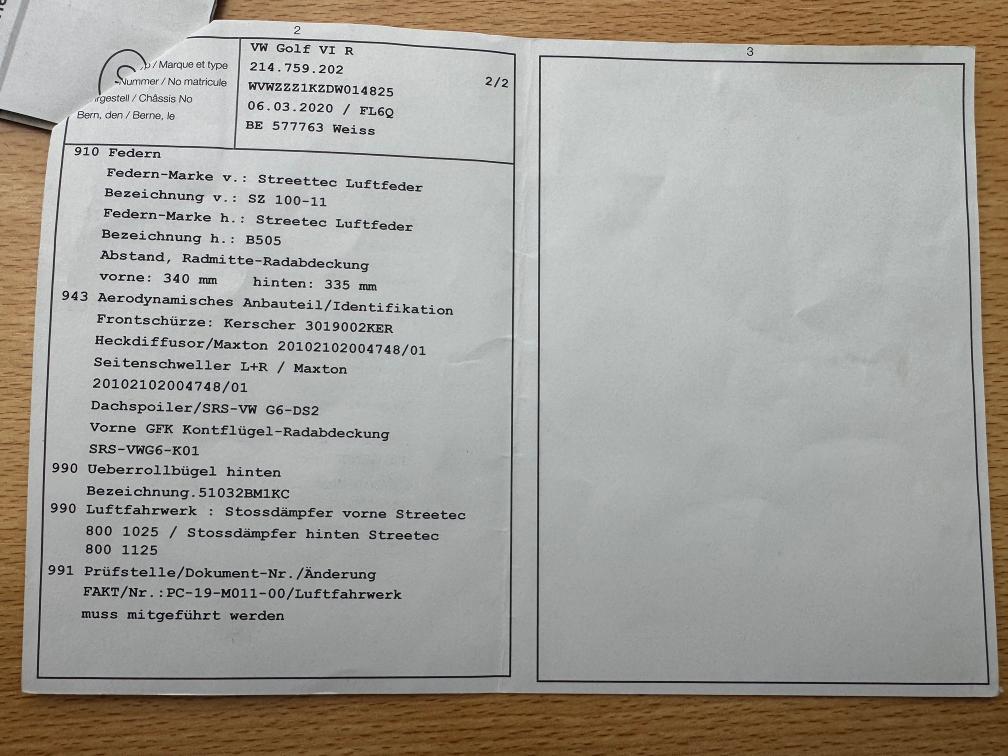 2
/ Marque et type
Nummer / No matricule
/ Châssis No
Bern, den / Berne, le
VW Golf VI R
214.759.202
2/2
WVWZZZ1KZDW014825
06.03.2020 / FL6Q
BE 577763 Weiss
910 Federn
Federn-Marke v.: Streettec Luftfeder
Bezeichnung v.: SZ 100-11
Federn-Marke h.: Streetec Luftfeder
Bezeichnung h.: B505
Abstand, Radmitte-Radabdeckung
vorne: 340 mm hinten: 335 mm
943 Aerodynamisches Anbauteil/Identifikation
Frontschürze: Kerscher 3019002KER
Heckdiffusor/Maxton 20102102004748/01
Seitenschweller L+R / Maxton
20102102004748/01
Dachspoiler/SRS-VW G6-DS2
Vorne GFK Kontflügel-Radabdeckung
SRS-VWG6-K01
990 Ueberrollbügel hinten
Bezeichnung.51032BM1KC
990 Luftfahrwerk : Stossdämpfer vorne Streetec
800 1025 / Stossdämpfer hinten Streetec
800 1125
991 Prüfstelle/Dokument-Nr./Änderung
FAKT/Nr.:PC-19-M011-00/Luftfahrwerk
muss mitgeführt werden
3